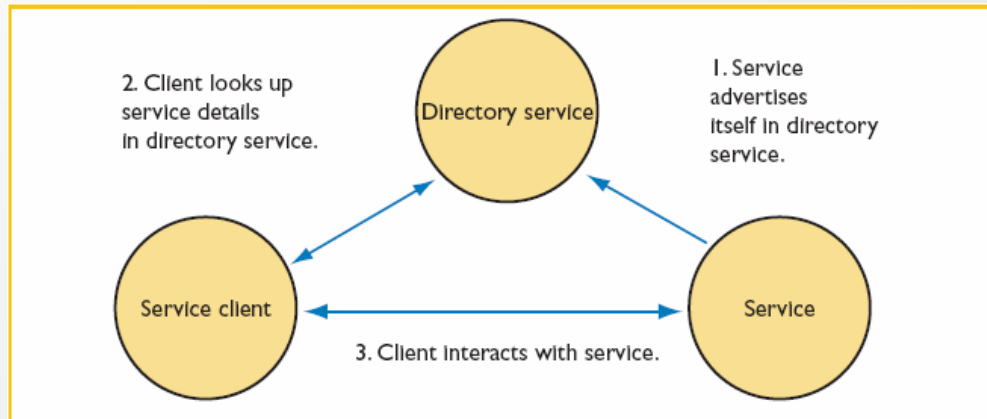 2. Client looks up
service details
in directory service.
Directory service
1. Service
advertises
itself in directory
service.
Service client
Service
3. Client interacts with service.